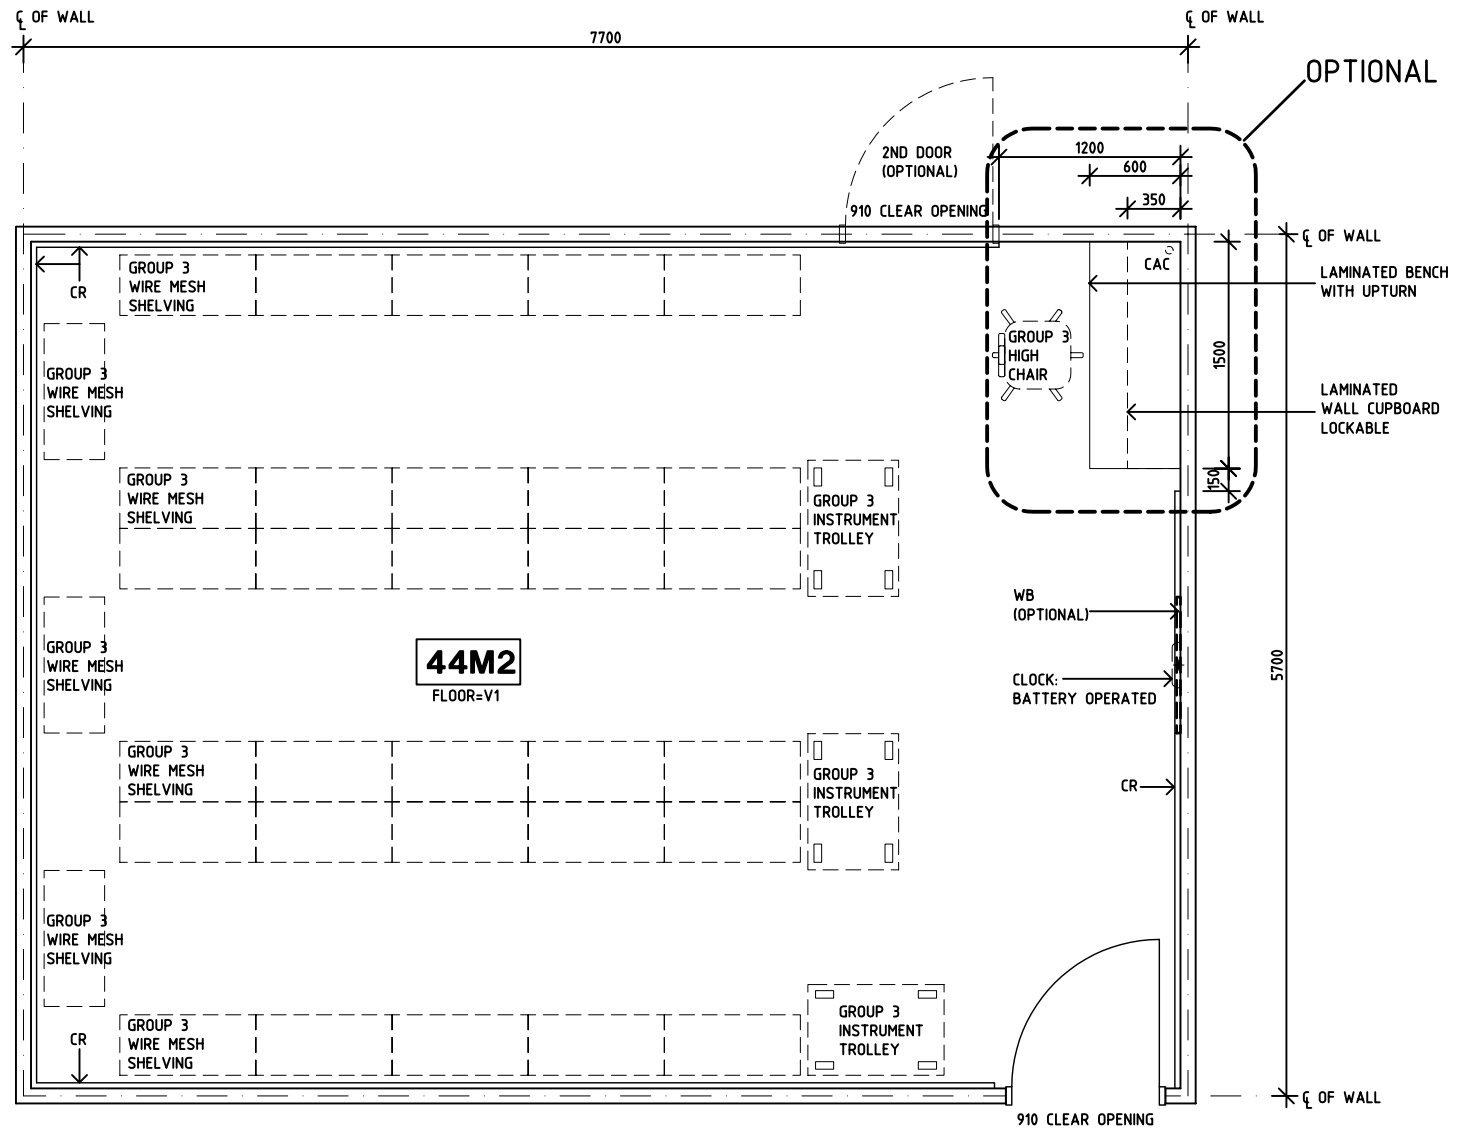 ℄ OF WALL
℄ OF WALL
7700
OPTIONAL
2ND DOOR
(OPTIONAL)
1200
600
350
910 CLEAR OPENING
℄ OF WALL
CAC
LAMINATED BENCH
WITH UPTURN
GROUP 3
WIRE MESH
SHELVING
CR
GROUP 3
HIGH
CHAIR
1500
GROUP 3
WIRE MESH
SHELVING
LAMINATED
WALL CUPBOARD
LOCKABLE
150
GROUP 3
WIRE MESH
SHELVING
GROUP 3
INSTRUMENT
TROLLEY
WB
(OPTIONAL)
GROUP 3
WIRE MESH
SHELVING
44M2
FLOOR=V1
5700
CLOCK:
BATTERY OPERATED
GROUP 3
WIRE MESH
SHELVING
GROUP 3
INSTRUMENT
TROLLEY
CR
GROUP 3
WIRE MESH
SHELVING
CR
GROUP 3
WIRE MESH
SHELVING
GROUP 3
INSTRUMENT
TROLLEY
℄ OF WALL
910 CLEAR OPENING